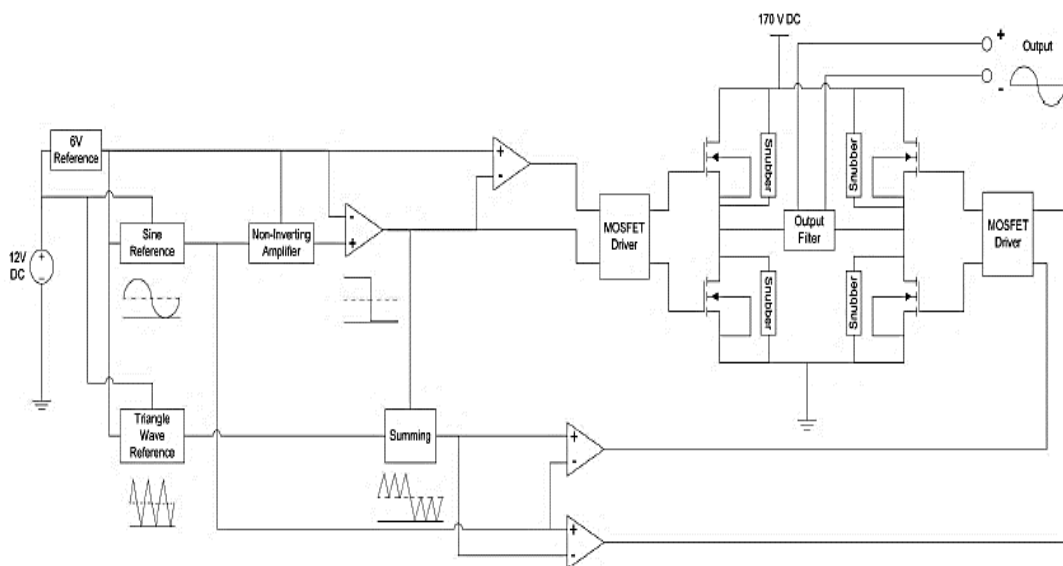 170 V DC
+
Output
-
6V
Reference
+
-
Snubber
Snubber
Sine
Reference
Non-Inverting
Amplifier
-
+
MOSFET
Driver
Output
Filter
MOSFET
Driver
12V
DC
+
-
Snubber
Snubber
Triangle
Wave
Reference
Summing
+
-
+
-